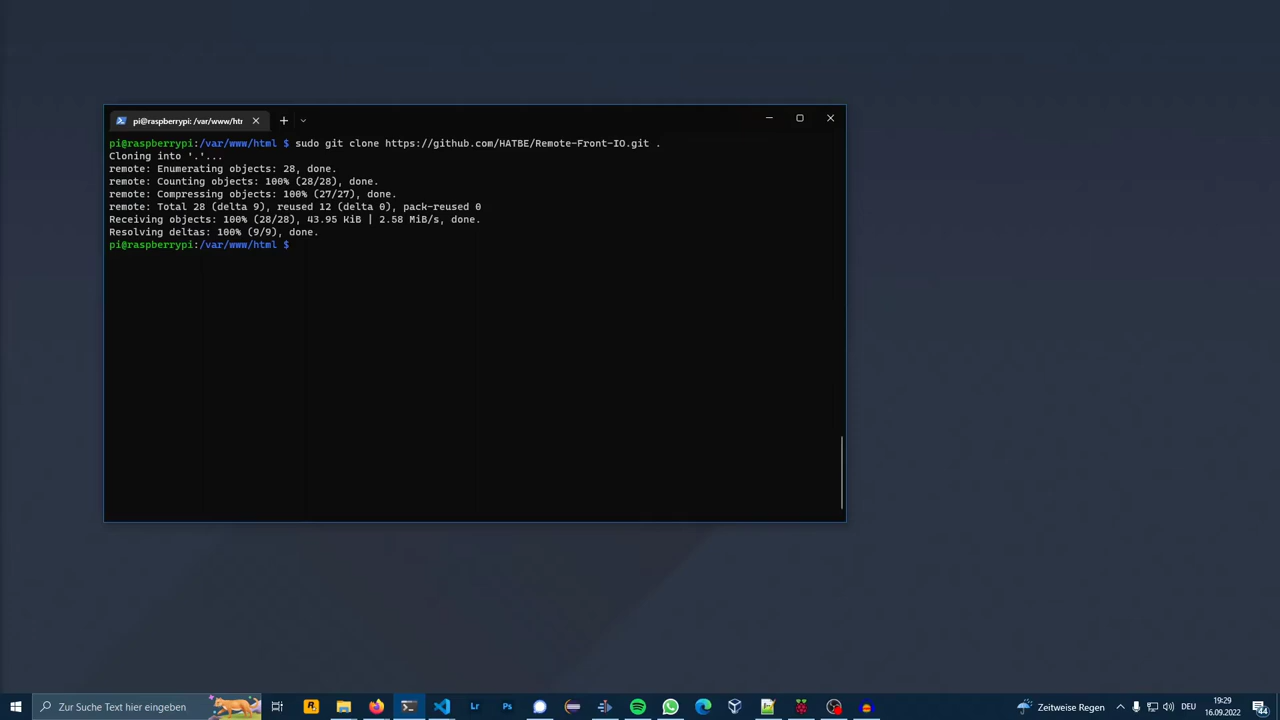 pi@raspberrypi: /var/www/htr
pi@raspberrypi:/var/www/html $ sudo git clone https://github.com/HATBE/Remote-Front-IO.git .
Cloning into '.'...
remote: Enumerating objects: 28, done.
remote: Counting objects: 100% (28/28), done.
remote: Compressing objects: 100% (27/27), done.
remote: Total 28 (delta 9), reused 12 (delta 0), pack-reused 0
Receiving objects: 100% (28/28), 43.95 KiB | 2.58 MiB/s, done.
Resolving deltas: 100% (9/9), done.
pi@raspberrypi:/var/www/html $
Zur Suche Text hier eingeben
R
Lr
Ps
Zeitweise Regen
DEU
19:29
16.09.2022
44